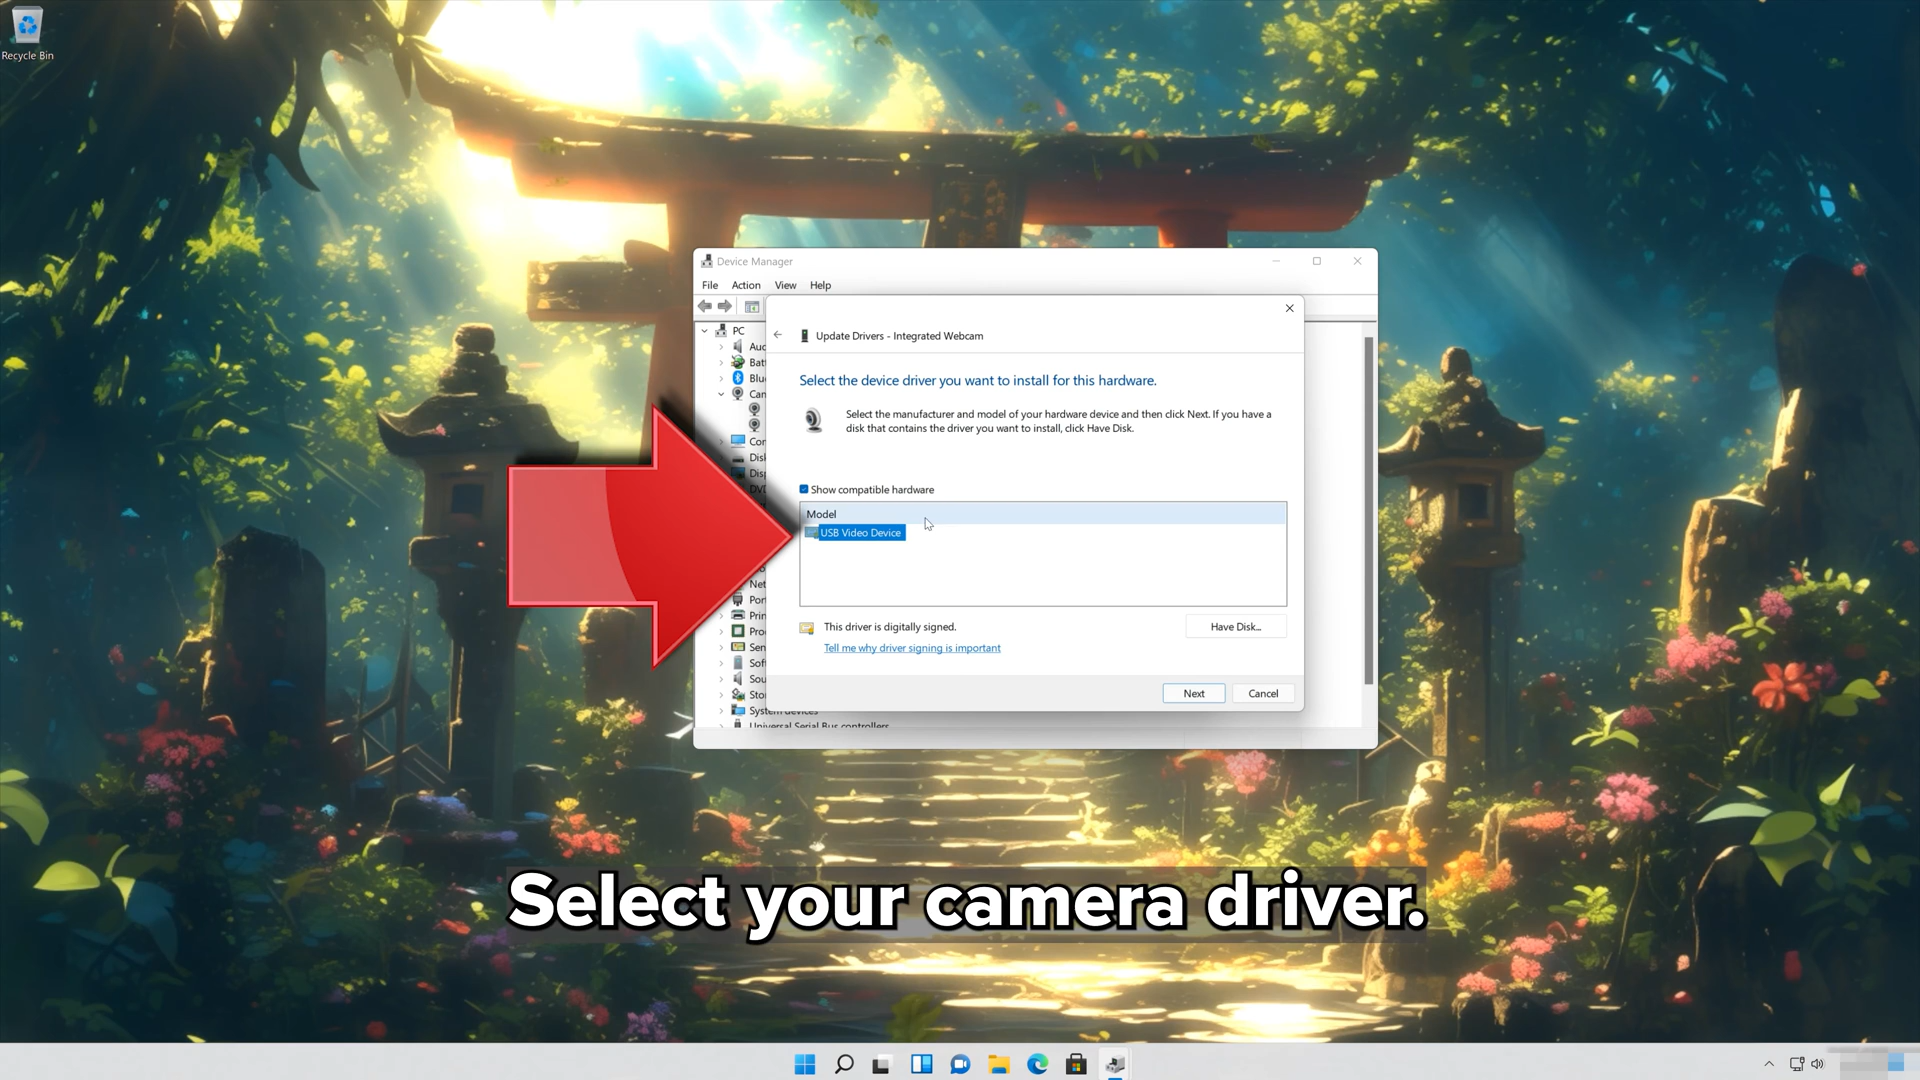 Recycle Bin
Device Manager
File Action View Help
PC
Update Drivers - Integrated Webcam
Select the device driver you want to install for this hardware.
Select the manufacturer and model of your hardware device and then click Next. If you have a
disk that contains the driver you want to install, click Have Disk.
Show compatible hardware
Model
USB Video Device
This driver is digitally signed.
Have Disk...
Tell me why driver signing is important
Next
Cancel
System devices
Universal Serial Bus controllers
Select your camera driver.